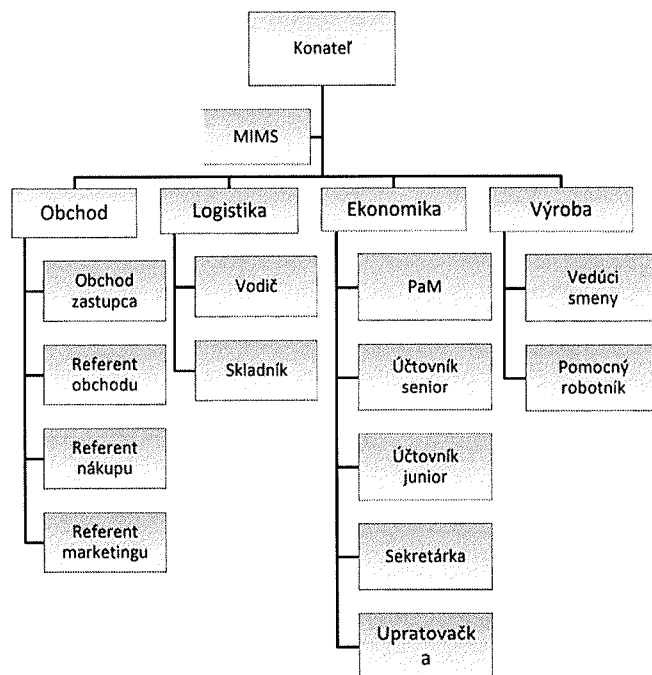 Konateľ
MIMS
Obchod
Logistika
Ekonomika
Výroba
Obchod
zastupca
Referent
obchodu
Referent
nákupu
Referent
marketingu
Vodič
Skladník
PaM
Účtovník
senior
Účtovník
junior
Sekretárka
Upratovačk
a
Vedúci
smeny
Pomocný
robotník